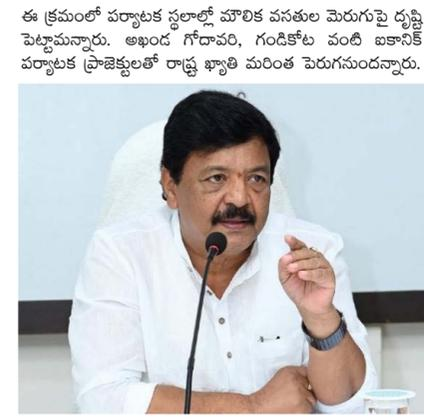 ఈ క్రమంలో పర్యాటక స్థలాల్లో మౌలిక వసతుల మెరుగుపై దృష్టి
పెట్టామన్నారు. అఖండ గోదావరి, గండికోట వంటి ఐకానిక్
పర్యాటక ప్రాజెక్టులతో రాష్ట్ర ఖ్యాతి మరింత పెరుగనుందన్నారు.